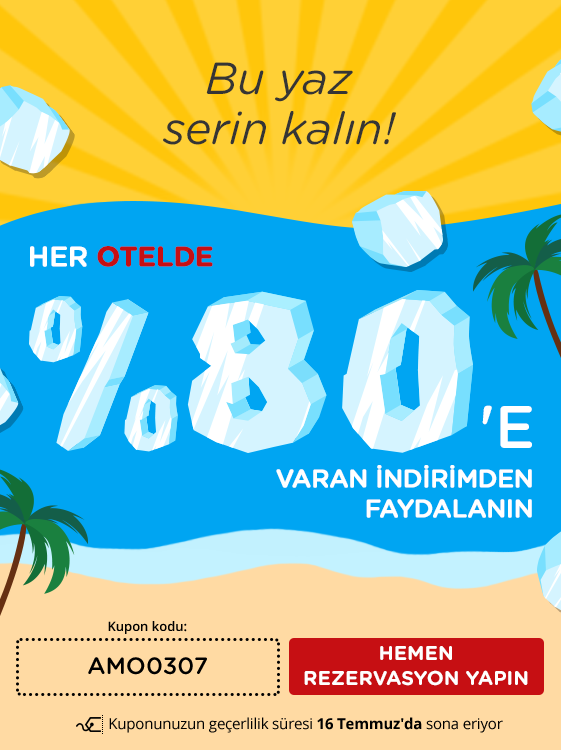 Bu yaz
serin kalın!
HER OTELDE
%80'E
VARAN İNDİRİMDEN
FAYDALANIN
Kupon kodu:
AMO0307
HEMEN
REZERVASYON YAPIN
Kuponunuzun geçerlilik süresi 16 Temmuz'da sona eriyor